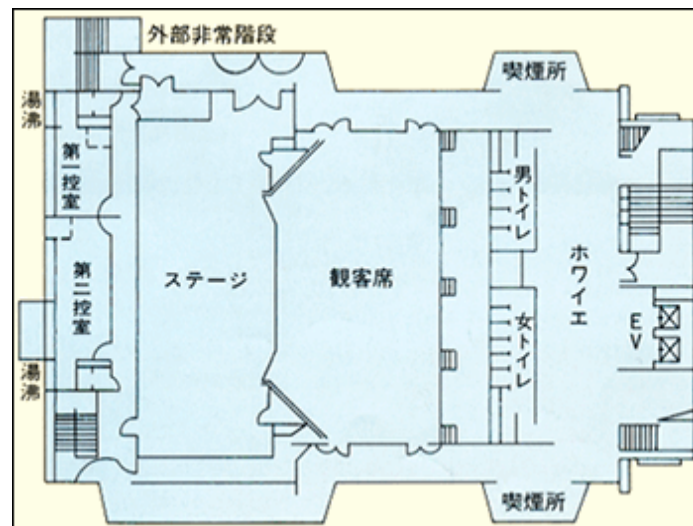 外部非常階段
喫煙所
湯沸
第一控室
男トイレ
第二控室
ステージ
観客席
ホワイエ
女トイレ
EV
湯沸
喫煙所